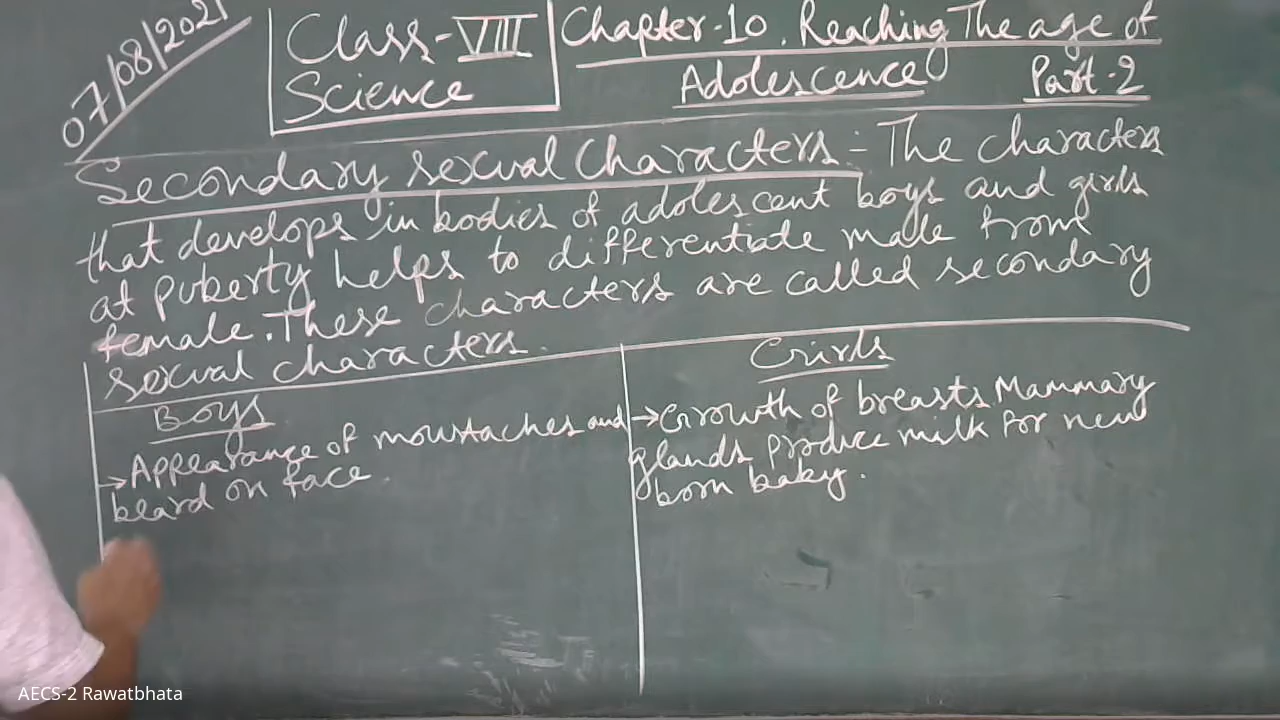 07/08/2021
Class-VIII
Science
Chapter-10. Reaching The age of
Adolescence
Part-2
Secondary sexual characters:- The characters
that develops in bodies of adolescent boys and girls
at puberty helps to differentiate male from
female. These characters are called secondary
sexual characters.
Boys
→Appearance of moustaches and
beard on face.
Girls
→Growth of breasts Mammary
glands produce milk for new
born baby.
AECS-2 Rawatbhata